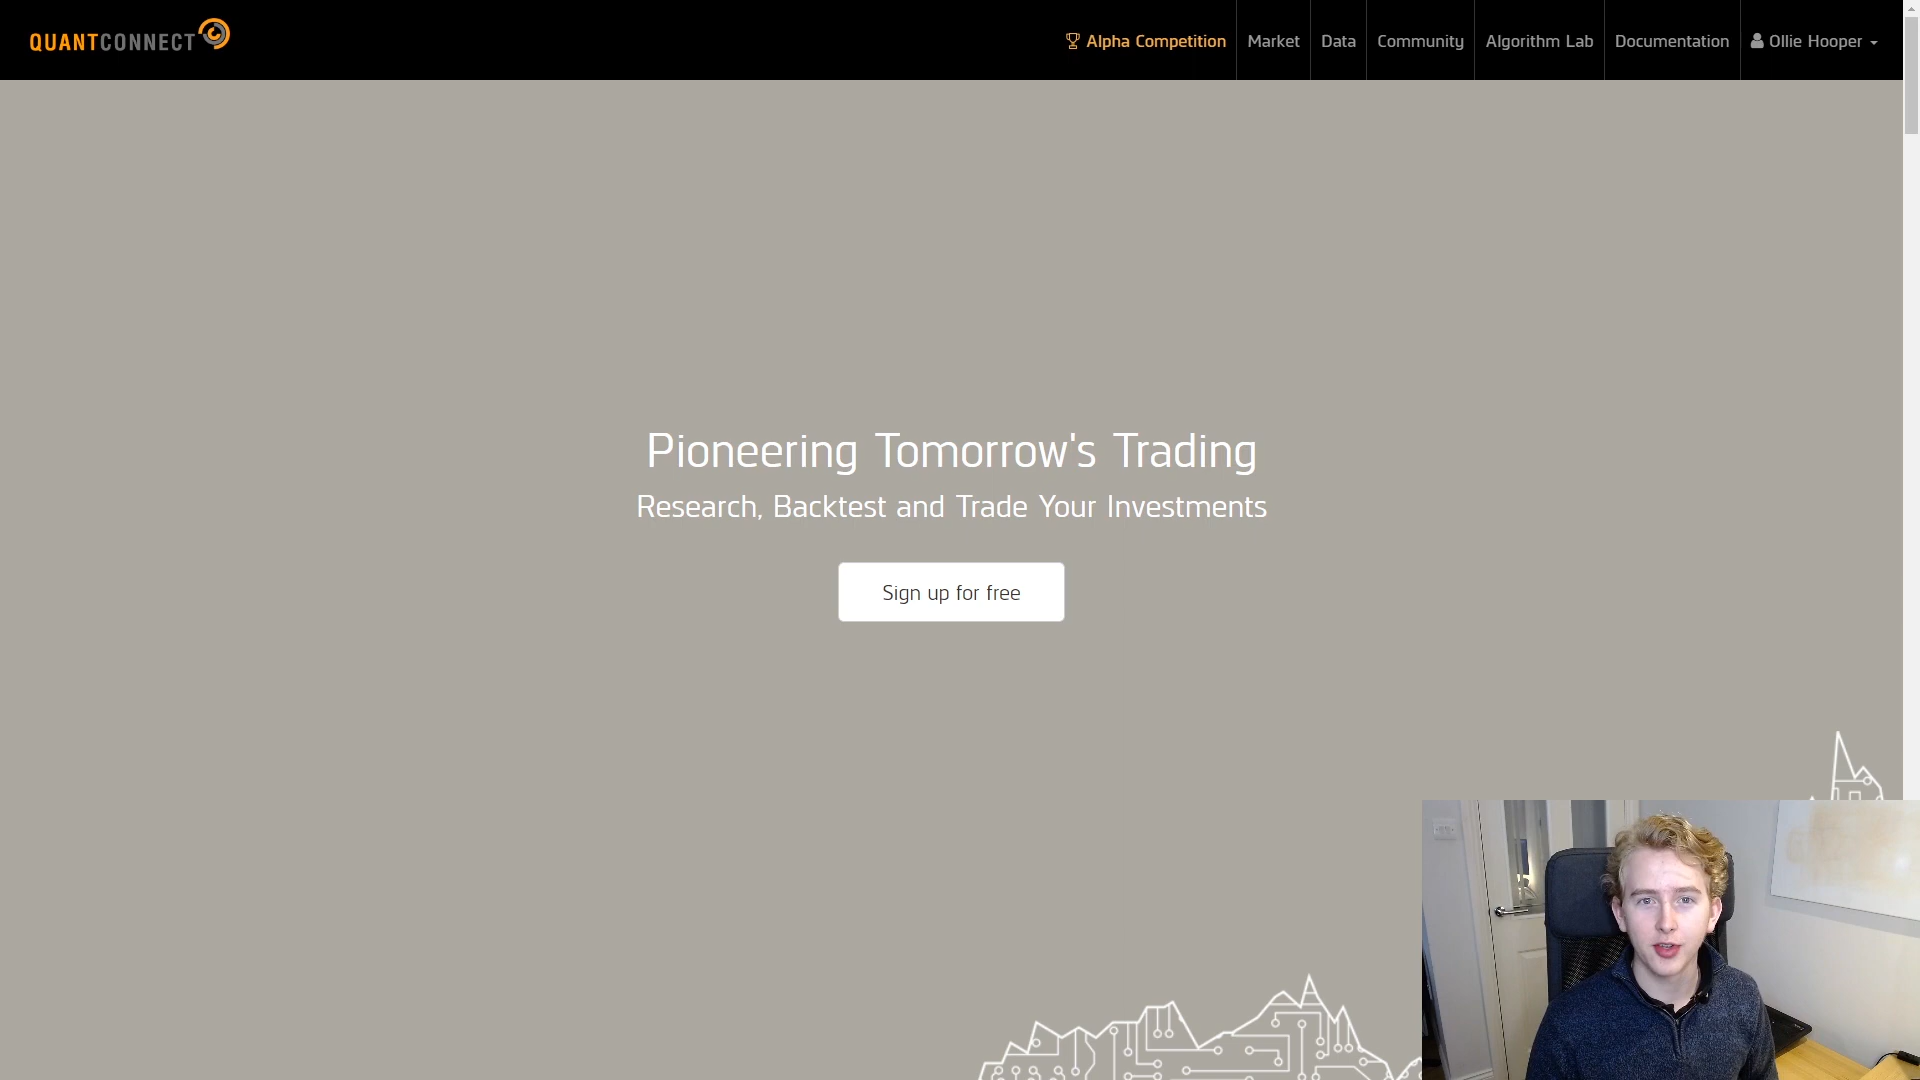 QUANTCONNECT
Alpha Competition
Market
Data
Community
Algorithm Lab
Documentation
Ollie Hooper
Pioneering Tomorrow's Trading
Research, Backtest and Trade Your Investments
Sign up for free